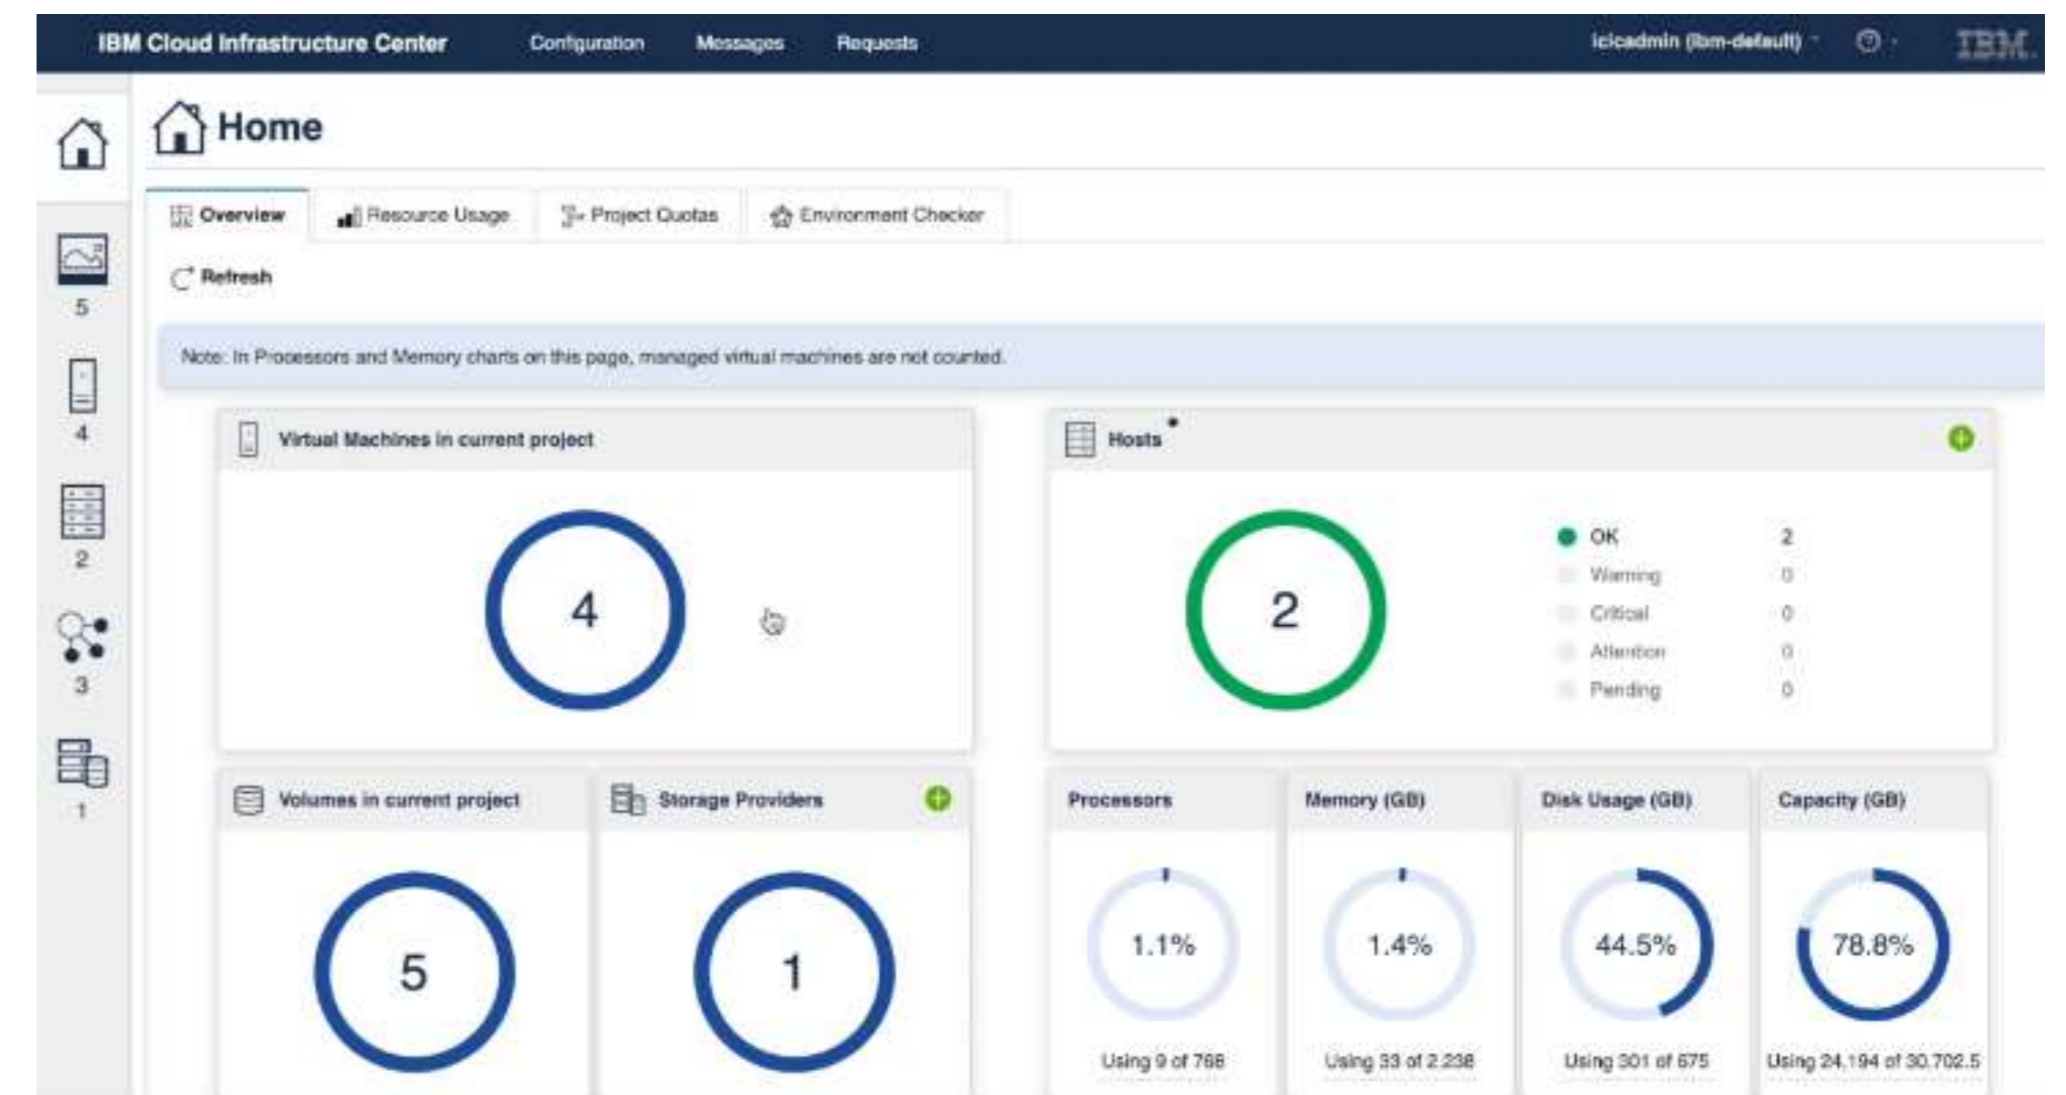 IBM Cloud Infrastructure Center Configuration Messages Requests icicadmin (ibm-default) ? IBM.
Home
Overview Resource Usage Project Quotas Environment Checker
Refresh
Note: In Processors and Memory charts on this page, managed virtual machines are not counted.
5
4
2
3
1
Virtual Machines in current project
4
Hosts
2
OK 2
Warning 0
Critical 0
Attention 0
Pending 0
Volumes in current project
5
Storage Providers
1
Processors
1.1%
Using 9 of 768
Memory (GB)
1.4%
Using 33 of 2,238
Disk Usage (GB)
44.5%
Using 301 of 675
Capacity (GB)
78.8%
Using 24,194 of 30,702.5